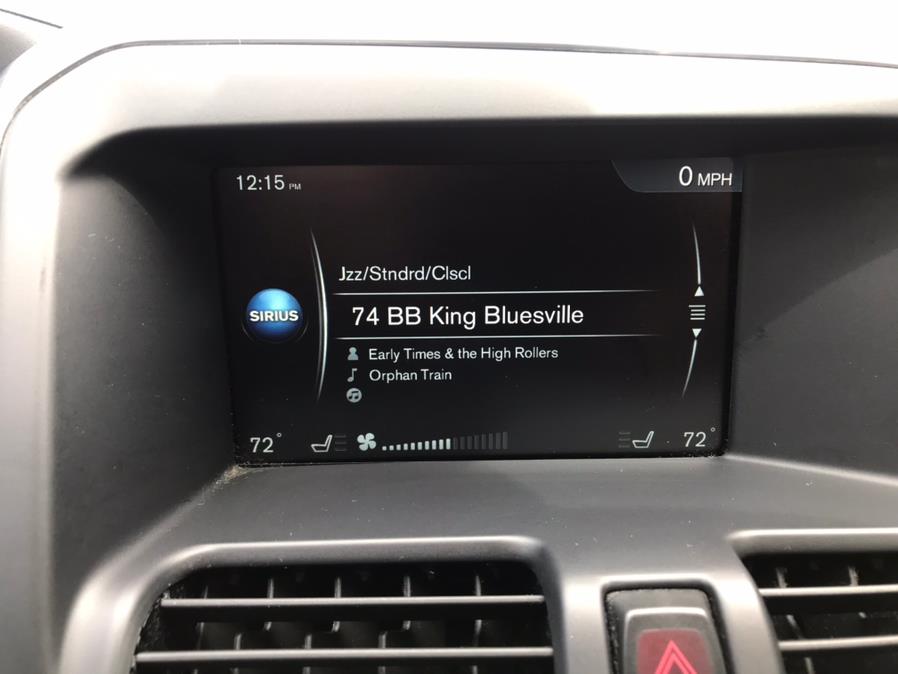 12:15 PM
0 MPH
Jzz/Stndrd/Clscl
SIRIUS
74 BB King Bluesville
Early Times & the High Rollers
Orphan Train
72°
72°